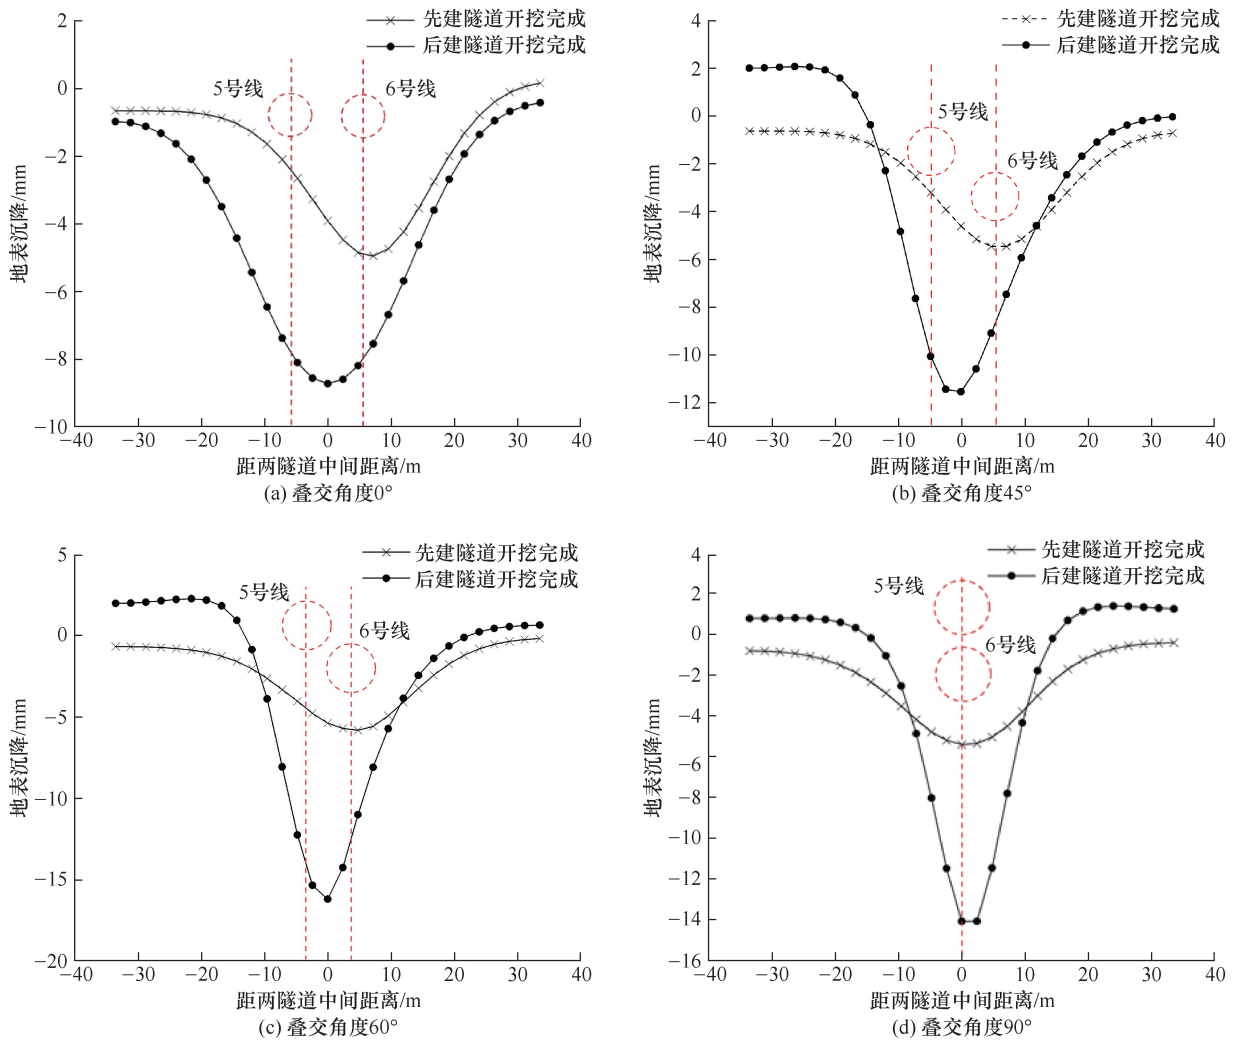 先建隧道开挖完成
后建隧道开挖完成
5号线
6号线
2
0
−2
−4
−6
−8
−10
地表沉降/mm
−40 −30 −20 −10 0 10 20 30 40
距两隧道中间距离/m
(a) 叠交角度0°
先建隧道开挖完成
后建隧道开挖完成
5号线
6号线
4
2
0
−2
−4
−6
−8
−10
−12
地表沉降/mm
−40 −30 −20 −10 0 10 20 30 40
距两隧道中间距离/m
(b) 叠交角度45°
先建隧道开挖完成
后建隧道开挖完成
5号线
6号线
5
0
−5
−10
−15
−20
地表沉降/mm
−40 −30 −20 −10 0 10 20 30 40
距两隧道中间距离/m
(c) 叠交角度60°
先建隧道开挖完成
后建隧道开挖完成
5号线
6号线
4
2
0
−2
−4
−6
−8
−10
−12
−14
−16
地表沉降/mm
−40 −30 −20 −10 0 10 20 30 40
距两隧道中间距离/m
(d) 叠交角度90°